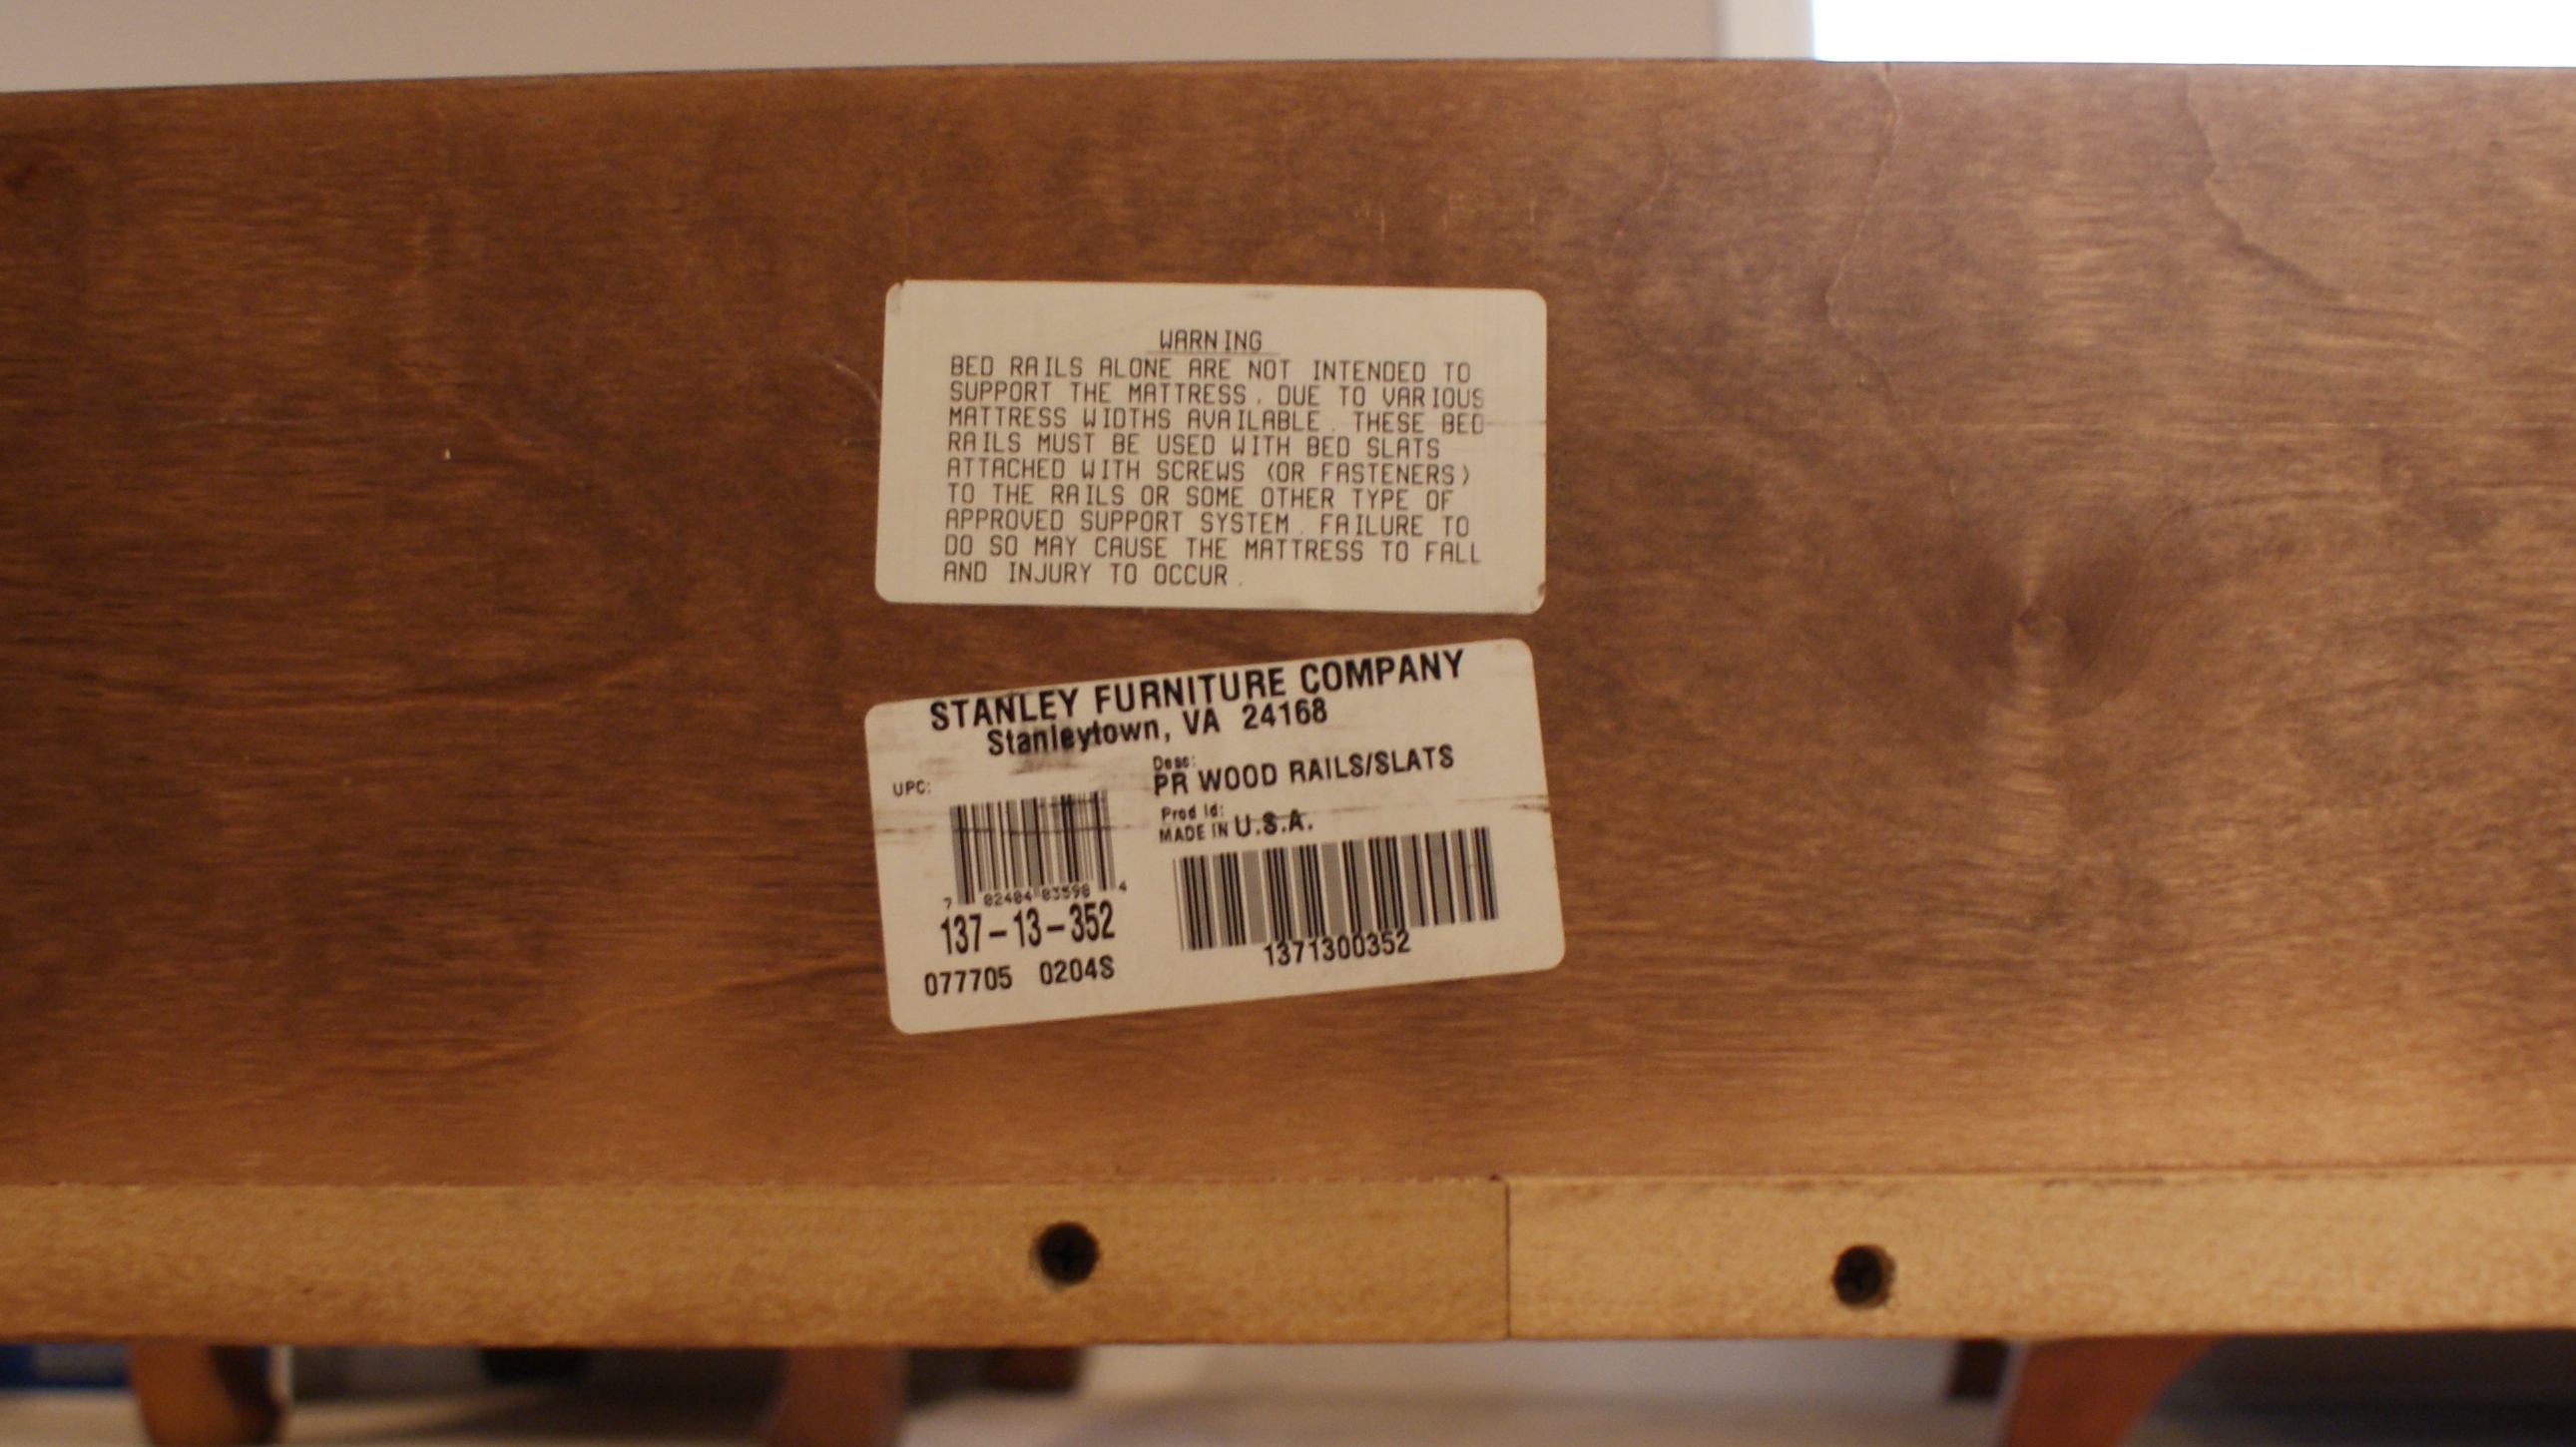 WARNING
BED RAILS ALONE ARE NOT INTENDED TO
SUPPORT THE MATTRESS. DUE TO VARIOUS
MATTRESS WIDTHS AVAILABLE. THESE BED
RAILS MUST BE USED WITH BED SLATS
ATTACHED WITH SCREWS (OR FASTENERS)
TO THE RAILS OR SOME OTHER TYPE OF
APPROVED SUPPORT SYSTEM. FAILURE TO
DO SO MAY CAUSE THE MATTRESS TO FALL
AND INJURY TO OCCUR.
STANLEY FURNITURE COMPANY
Stanleytown, VA 24168
UPC:
Desc:
PR WOOD RAILS/SLATS
Prod Id:
MADE IN U.S.A.
7 82484 83598 4
137-13-352
1371300352
077705 0204S